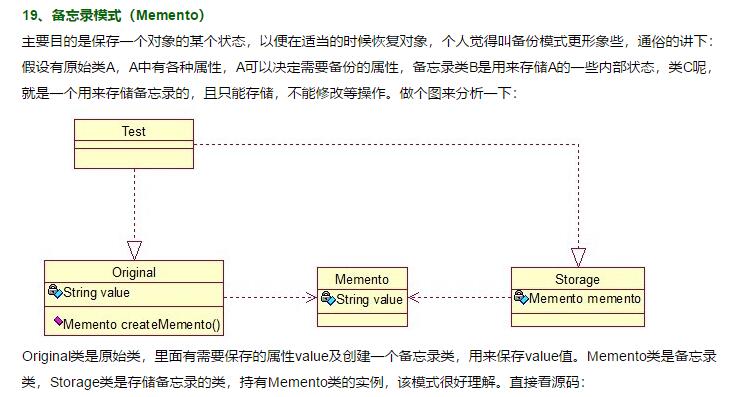 19、备忘录模式（Memento）
主要目的是保存一个对象的某个状态，以便在适当的时候恢复对象，个人觉得叫备份模式更形象些，通俗的讲下：
假设有原始类A，A中有各种属性，A可以决定需要备份的属性，备忘录类B是用来存储A的一些内部状态，类C呢，
就是一个用来存储备忘录的，且只能存储，不能修改等操作。做个图来分析一下：
Test
Original
String value
Memento createMemento()
Memento
String value
Storage
Memento memento
Original类是原始类，里面有需要保存的属性value及创建一个备忘录类，用来保存value值。Memento类是备忘录
类，Storage类是存储备忘录的类，持有Memento类的实例，该模式很好理解。直接看源码：